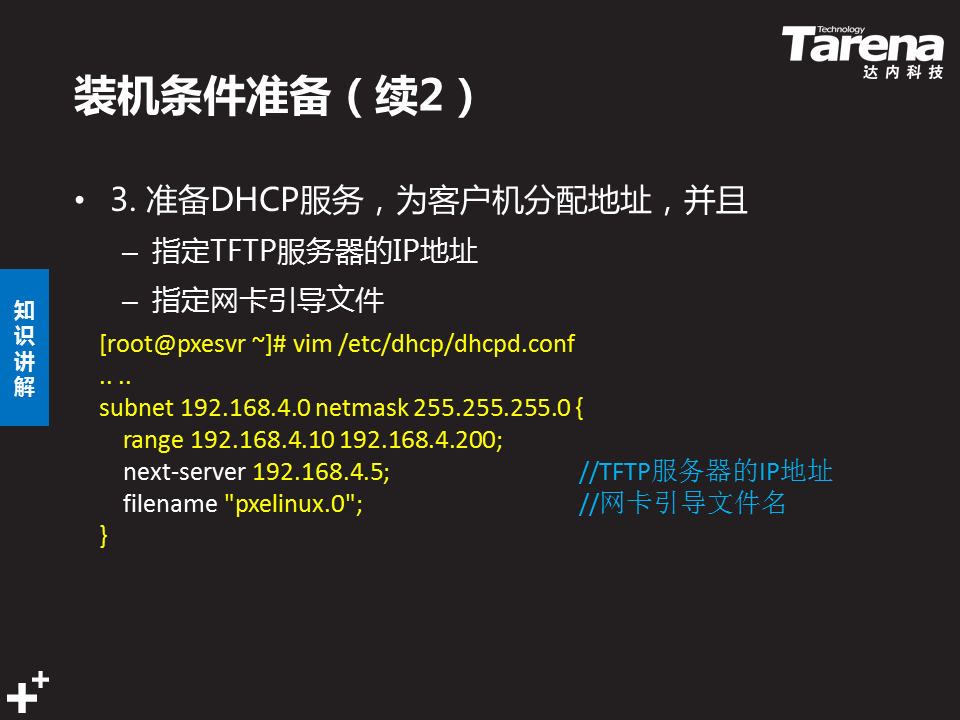 Technology
Tarena
达内科技
装机条件准备（续2）
• 3. 准备DHCP服务，为客户机分配地址，并且
– 指定TFTP服务器的IP地址
– 指定网卡引导文件
知识讲解
[root@pxesvr ~]# vim /etc/dhcp/dhcpd.conf
.. ..
subnet 192.168.4.0 netmask 255.255.255.0 {
range 192.168.4.10 192.168.4.200;
next-server 192.168.4.5; //TFTP服务器的IP地址
filename "pxelinux.0"; //网卡引导文件名
}